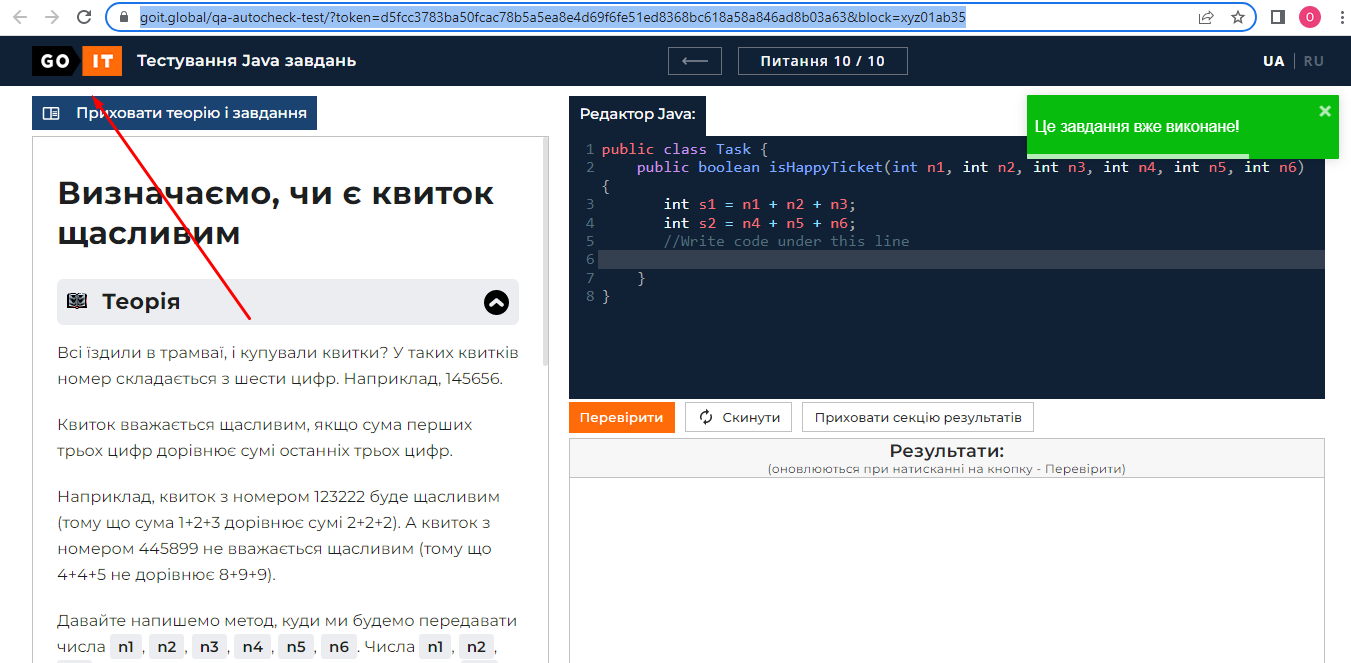 goit.global/qa-autocheck-test/?token=d5fcc3783ba50fcac78b5a5ea8e4d69f6fe51ed8368bc618a58a846ad8b03a63&block=xyz01ab35
O
GO IT
Тестування Java завдань
Питання 10 / 10
UA | RU
Приховати теорію і завдання
Визначаємо, чи є квиток
щасливим
Теорія
Всі їздили в трамваї, і купували квитки? У таких квитків
номер складається з шести цифр. Наприклад, 145656.
Квиток вважається щасливим, якщо сума перших
трьох цифр дорівнює сумі останніх трьох цифр.
Наприклад, квиток з номером 123222 буде щасливим
(тому що сума 1+2+3 дорівнює сумі 2+2+2). А квиток з
номером 445899 не вважається щасливим (тому що
4+4+5 не дорівнює 8+9+9).
Давайте напишемо метод, куди ми будемо передавати
числа n1, n2, n3, n4, n5, n6. Числа n1, n2,
Редактор Java:
Це завдання вже виконане!
×
1 public class Task {
2 public boolean isHappyTicket(int n1, int n2, int n3, int n4, int n5, int n6)
{
3 int s1 = n1 + n2 + n3;
4 int s2 = n4 + n5 + n6;
5 //Write code under this line
6
7 }
8 }
Перевірити
Скинути
Приховати секцію результатів
Результати:
(оновлюються при натисканні на кнопку - Перевірити)